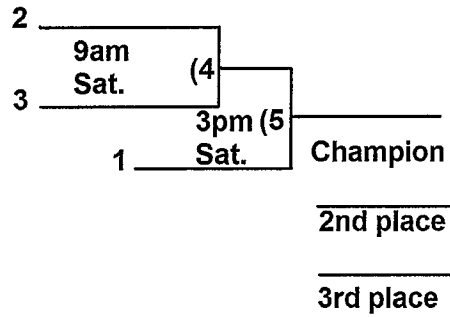 2
9am
Sat.
(4
3
3pm (5
Sat.
1
Champion
2nd place
3rd place